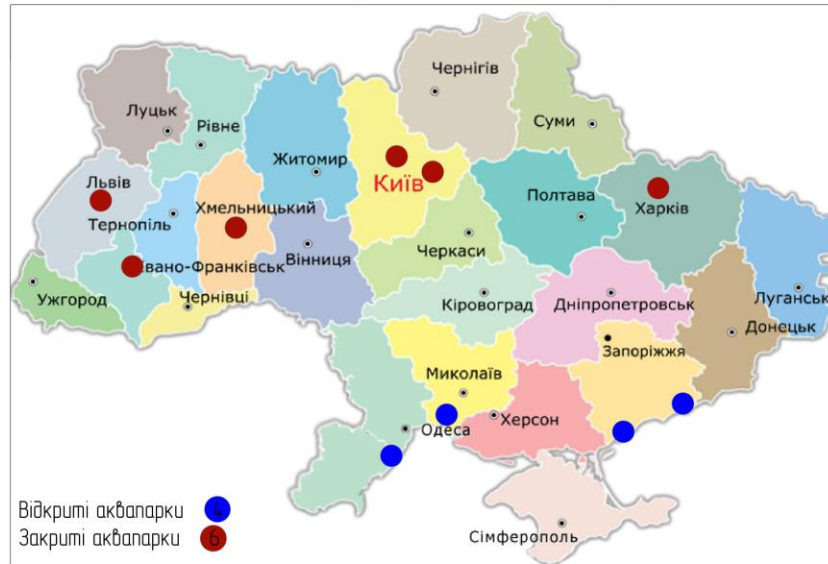 Чернігів
Луцьк
Рівне
Суми
Житомир
Київ
Львів
Тернопіль
Хмельницький
Полтава
Харків
Вінниця
Черкаси
Івано-Франківськ
Ужгород
Чернівці
Кіровоград
Дніпропетровськ
Луганськ
Донецьк
Запоріжжя
Миколаїв
Одеса
Херсон
Відкриті аквапарки 4
Закриті аквапарки 6
Сімферополь